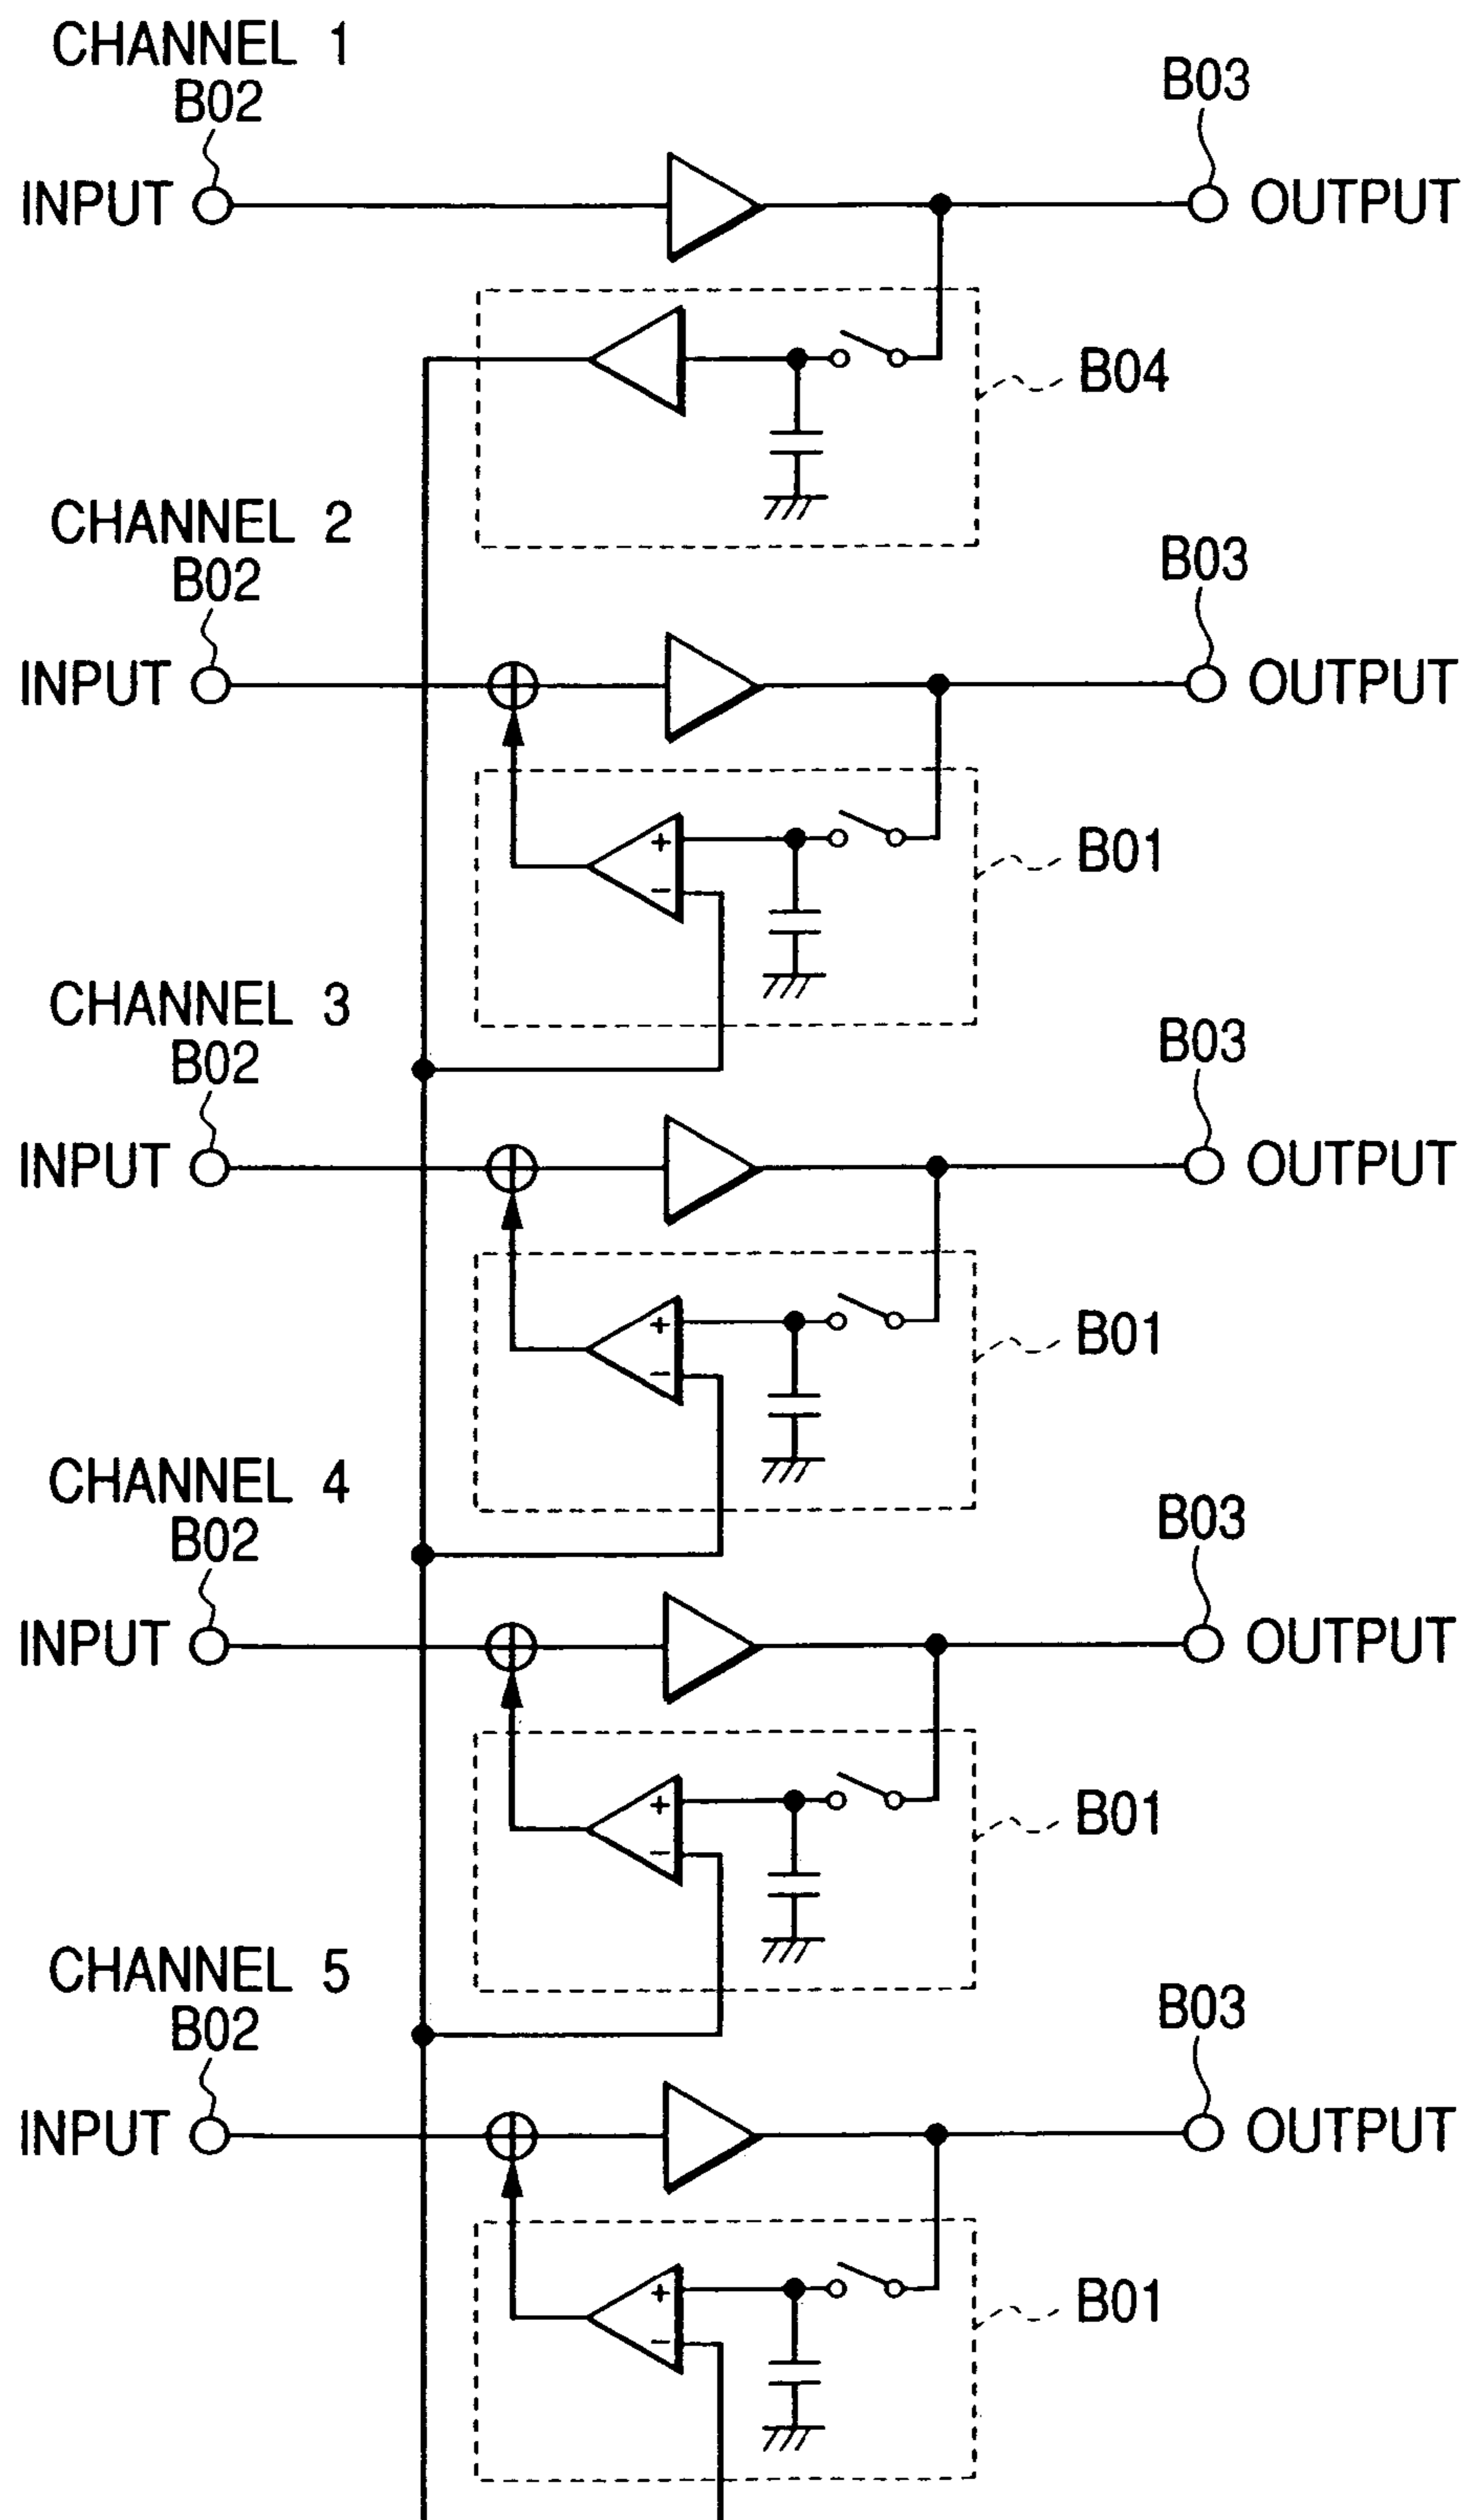 CHANNEL 1
B02
B03
INPUT
OUTPUT
B04
CHANNEL 2
B02
B03
INPUT
OUTPUT
+
−
B01
CHANNEL 3
B02
B03
INPUT
OUTPUT
+
−
B01
CHANNEL 4
B02
B03
INPUT
OUTPUT
+
−
B01
CHANNEL 5
B02
B03
INPUT
OUTPUT
+
−
B01